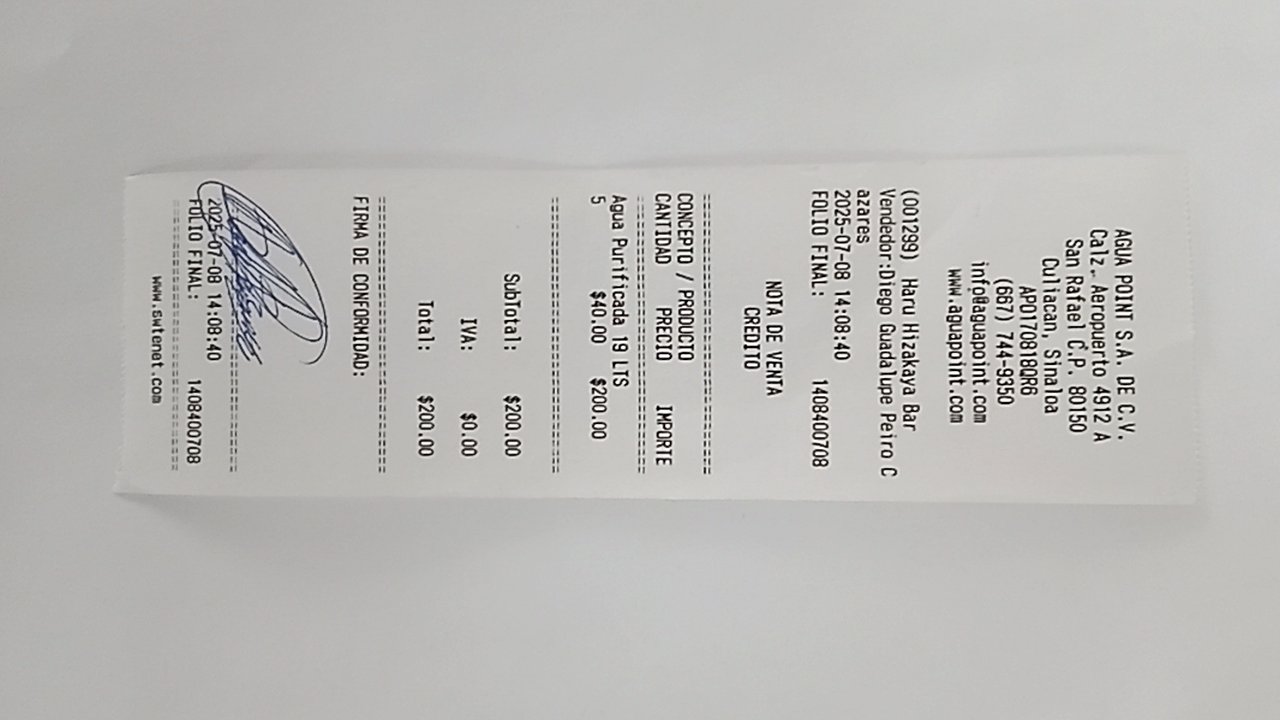 AGUA POINT S.A. DE C.V.
Calz. Aeropuerto 4912 A
San Rafael C.P. 80150
Culiacan, Sinaloa
APO170818QR6
(667) 744-9350
info@aguapoint.com
www.aguapoint.com
(001299) Haru Hizakaya Bar
Vendedor:Diego Guadalupe Peiro C
azares
2025-07-08 14:08:40
FOLIO FINAL: 1408400708
NOTA DE VENTA
CREDITO
================================
CONCEPTO / PRODUCTO
CANTIDAD PRECIO IMPORTE
================================
Agua Purificada 19 LTS
5 $40.00 $200.00
================================
SubTotal: $200.00
IVA: $0.00
Total: $200.00
================================
FIRMA DE CONFORMIDAD:
================================
2025-07-08 14:08:40
FOLIO FINAL: 1408400708
================================
www.swtenet.com